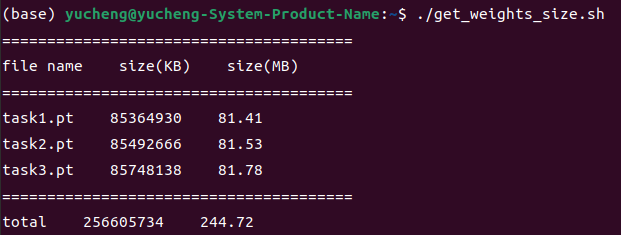 (base) yucheng@yucheng-System-Product-Name:~$ ./get_weights_size.sh
=======================================
file name    size(KB)    size(MB)
=======================================
task1.pt    85364930    81.41
task2.pt    85492666    81.53
task3.pt    85748138    81.78
=======================================
total    256605734    244.72